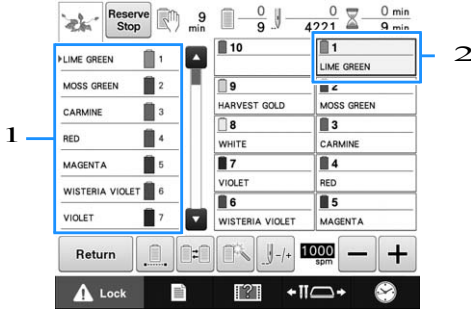 Reserve Stop
9 min
0
9
0
4221
0 min
9 min
LIME GREEN 1
MOSS GREEN 2
CARMINE 3
RED 4
MAGENTA 5
WISTERIA VIOLET 6
VIOLET 7
10
1
LIME GREEN
9
HARVEST GOLD
2
MOSS GREEN
8
WHITE
3
CARMINE
7
VIOLET
4
RED
6
WISTERIA VIOLET
5
MAGENTA
1
2
Return
-/+
1000 spm
−
+
Lock